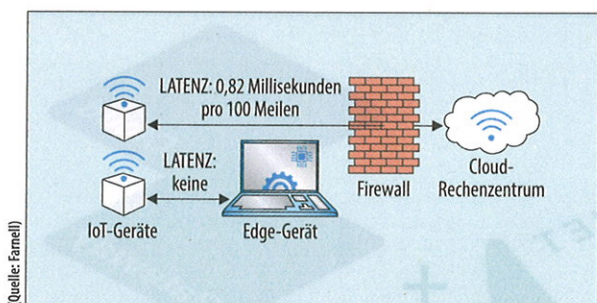 LATENZ: 0,82 Millisekunden
pro 100 Meilen
LATENZ:
keine
IoT-Geräte
Edge-Gerät
Firewall
Cloud-
Rechenzentrum
(Quelle: Farnell)